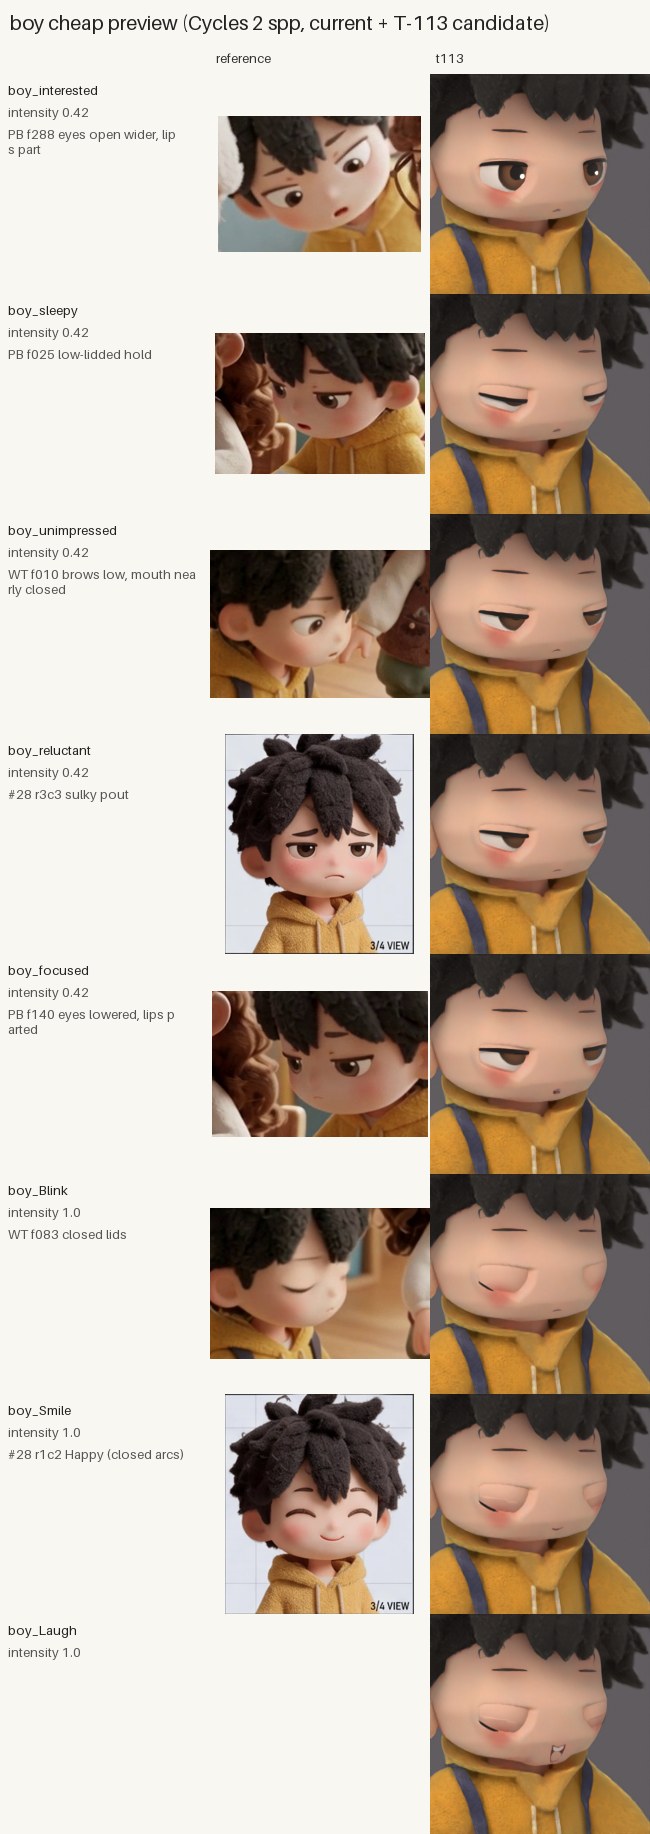 boy cheap preview (Cycles 2 spp, current + T-113 candidate)
reference
t113
boy_interested
intensity 0.42
PB f288 eyes open wider, lip
s part
boy_sleepy
intensity 0.42
PB f025 low-lidded hold
boy_unimpressed
intensity 0.42
WT f010 brows low, mouth nea
rly closed
boy_reluctant
intensity 0.42
#28 r3c3 sulky pout
3/4 VIEW
boy_focused
intensity 0.42
PB f140 eyes lowered, lips p
arted
boy_Blink
intensity 1.0
WT f083 closed lids
boy_Smile
intensity 1.0
#28 r1c2 Happy (closed arcs)
3/4 VIEW
boy_Laugh
intensity 1.0